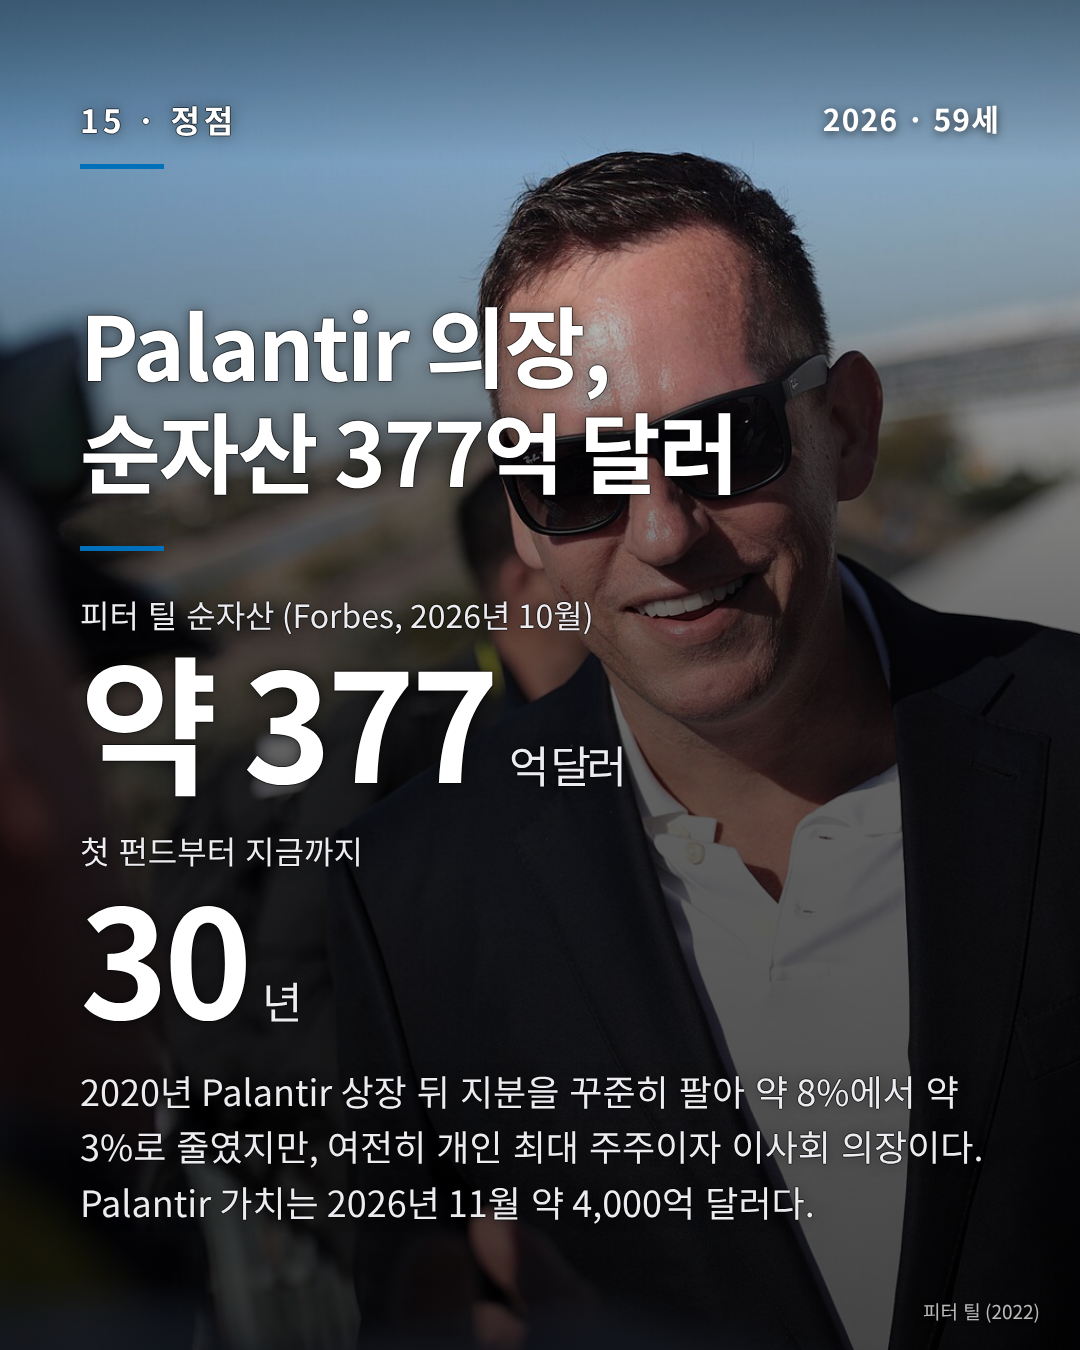 15 · 정점
2026 · 59세
Palantir 의장,
순자산 377억 달러
피터 틸 순자산 (Forbes, 2026년 10월)
약 377 억달러
첫 펀드부터 지금까지
30 년
2020년 Palantir 상장 뒤 지분을 꾸준히 팔아 약 8%에서 약
3%로 줄였지만, 여전히 개인 최대 주주이자 이사회 의장이다.
Palantir 가치는 2026년 11월 약 4,000억 달러다.
피터 틸 (2022)